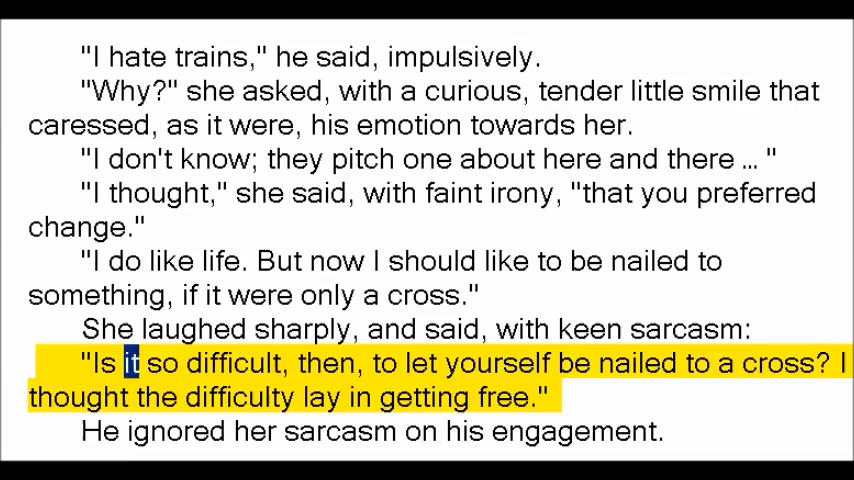 "I hate trains," he said, impulsively.
"Why?" she asked, with a curious, tender little smile that
caressed, as it were, his emotion towards her.
"I don't know; they pitch one about here and there ... "
"I thought," she said, with faint irony, "that you preferred
change."
"I do like life. But now I should like to be nailed to
something, if it were only a cross."
She laughed sharply, and said, with keen sarcasm:
"Is it so difficult, then, to let yourself be nailed to a cross? I
thought the difficulty lay in getting free."
He ignored her sarcasm on his engagement.